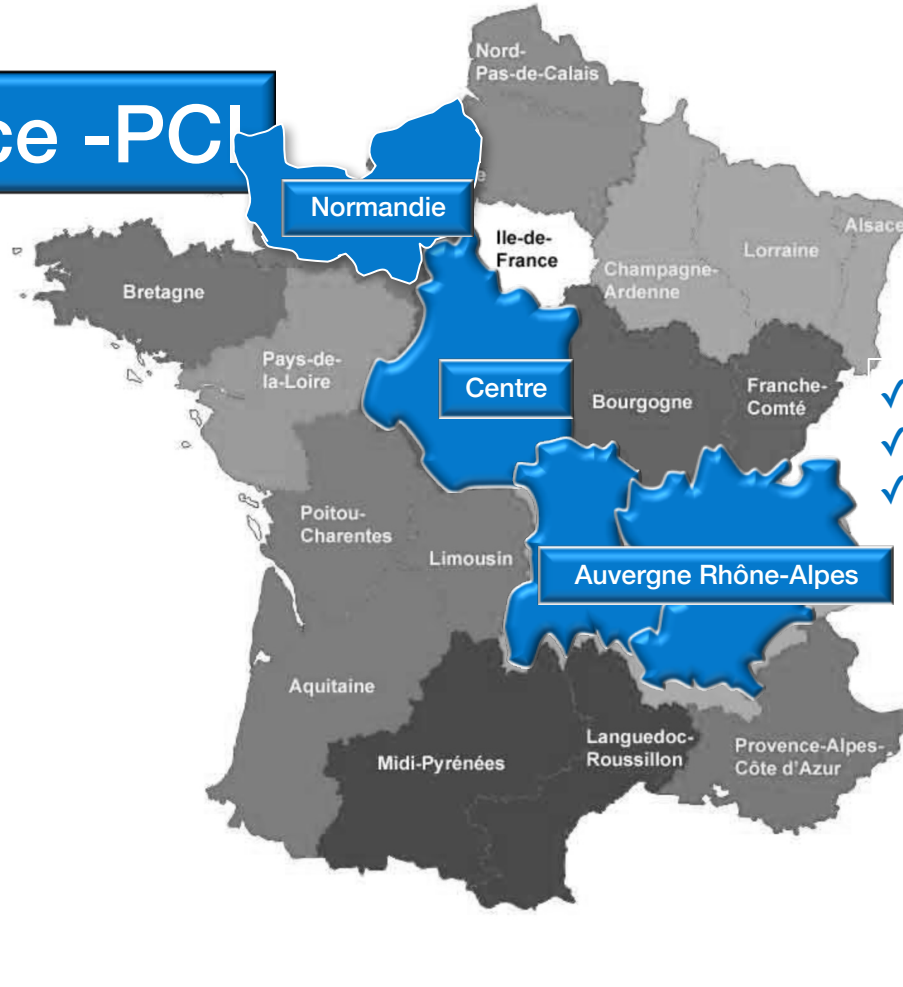 Nord-
Pas-de-Calais
-PCI
Normandie
Ile-de-
France
Alsace
Lorraine
Champagne-
Ardenne
Bretagne
Pays-de-
la-Loire
Centre
Bourgogne
Franche-
Comté
Poitou-
Charentes
Limousin
Auvergne Rhône-Alpes
Aquitaine
Midi-Pyrénées
Languedoc-
Roussillon
Provence-Alpes-
Côte d'Azur